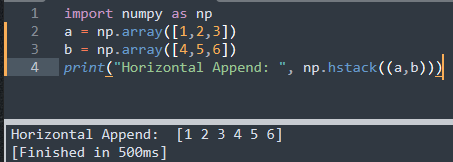 1 import numpy as np
2 a = np.array([1,2,3])
3 b = np.array([4,5,6])
4 print("Horizontal Append: ", np.hstack((a,b)))
Horizontal Append:  [1 2 3 4 5 6]
[Finished in 500ms]